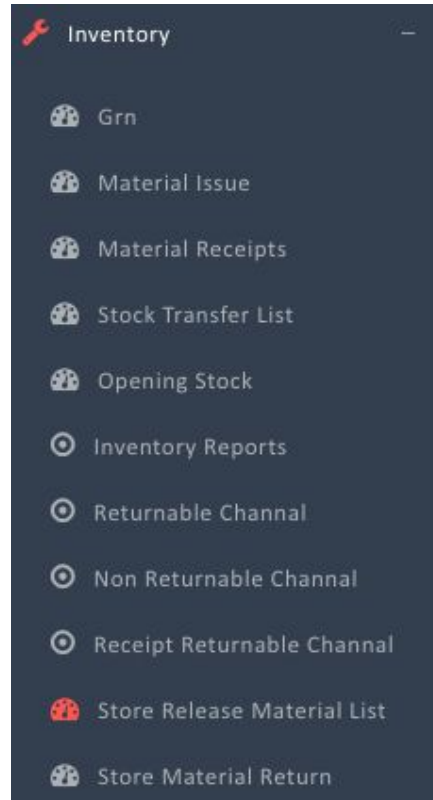 Inventory
Grn
Material Issue
Material Receipts
Stock Transfer List
Opening Stock
Inventory Reports
Returnable Channal
Non Returnable Channal
Receipt Returnable Channal
Store Release Material List
Store Material Return